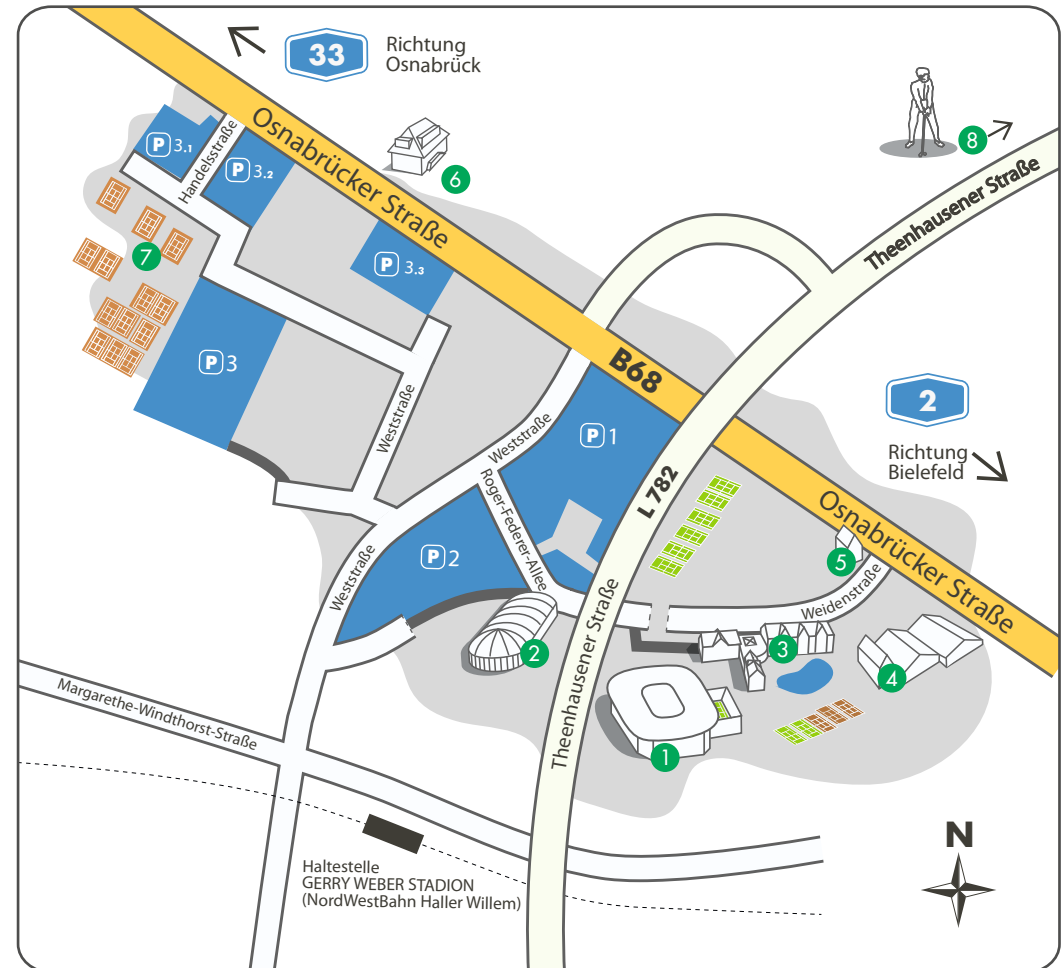 33
Richtung
Osnabrück
8
P 3.1
Handelsstraße
P 3.2
Osnabrücker Straße
6
Theenhausener Straße
7
P 3.3
P 3
B68
2
Weststraße
Weststraße
P 1
Richtung
Bielefeld
L 782
Roger-Federer-Allee
Osnabrücker Straße
P 2
5
Weststraße
Weidenstraße
2
3
4
Margarethe-Windthorst-Straße
Theenhausener Straße
1
N
Haltestelle
GERRY WEBER STADION
(NordWestBahn Haller Willem)